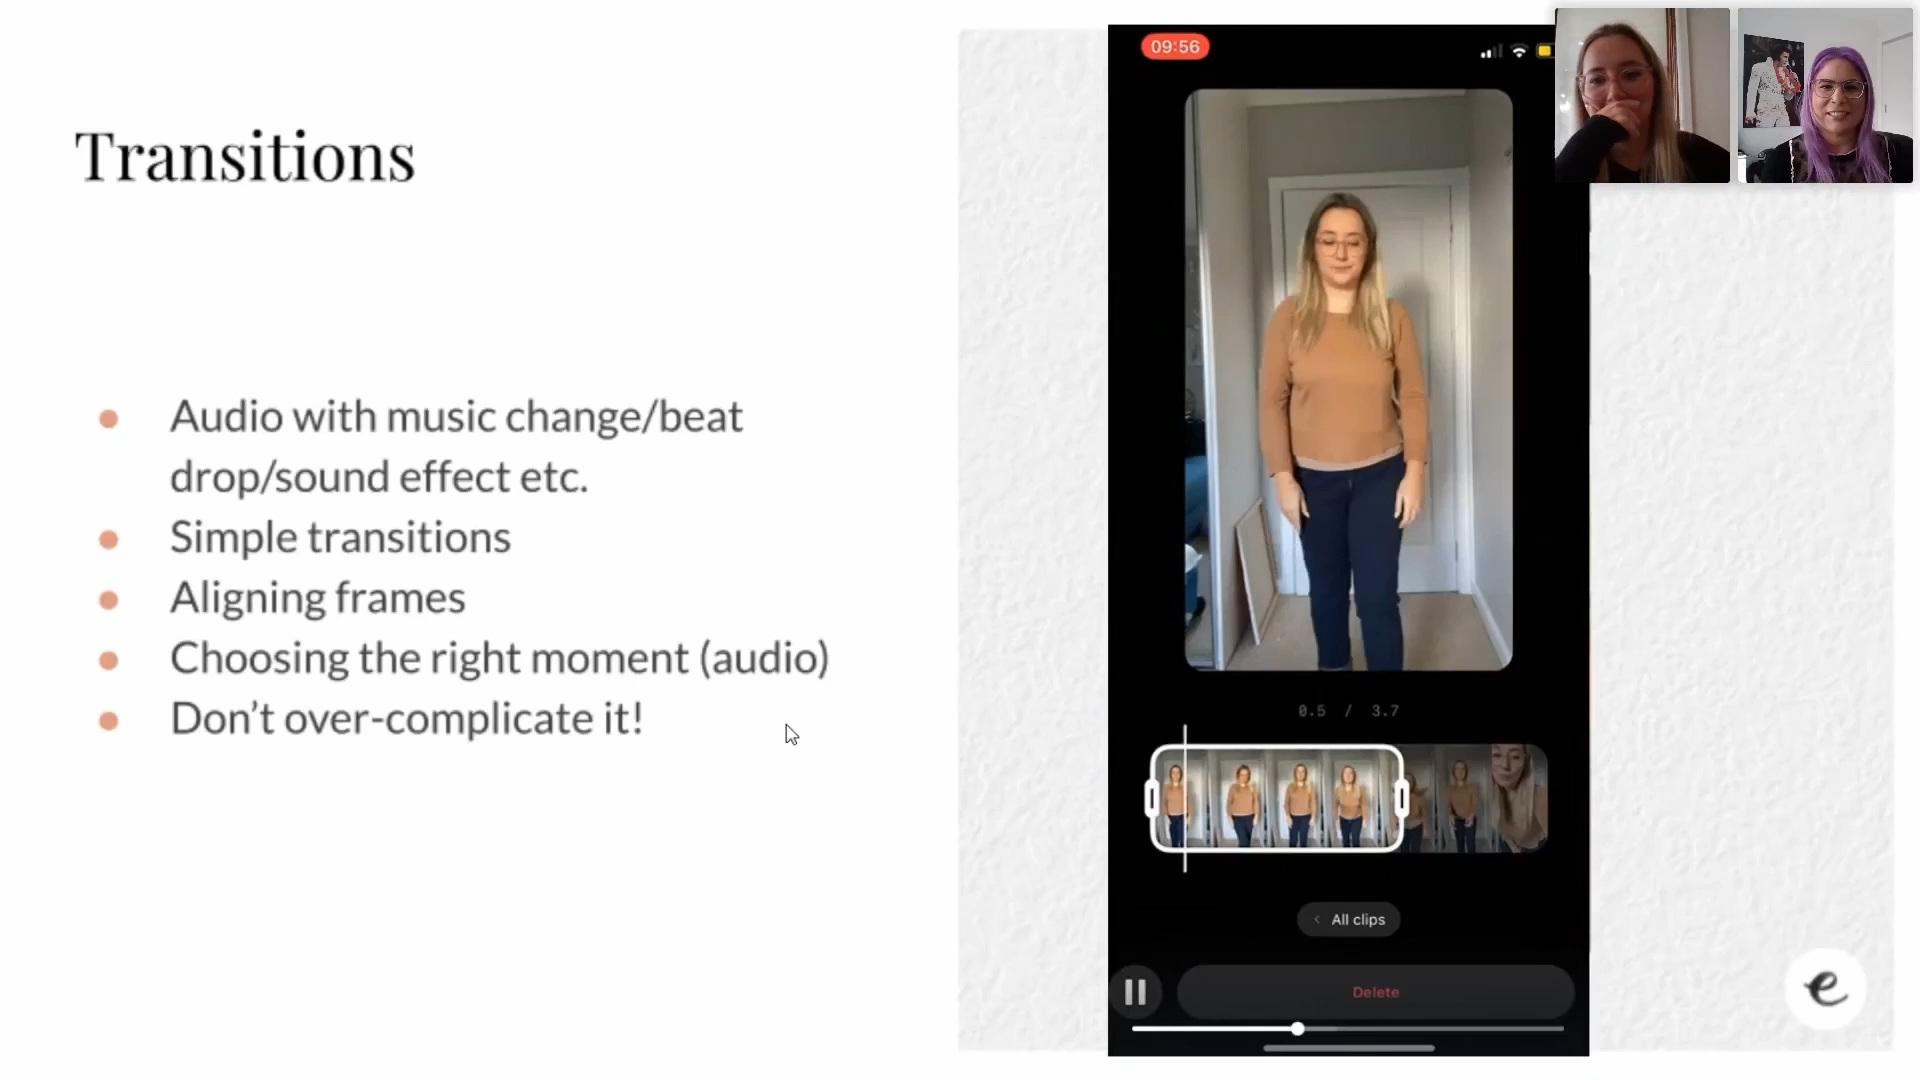 Transitions
Audio with music change/beat
drop/sound effect etc.
Simple transitions
Aligning frames
Choosing the right moment (audio)
Don’t over-complicate it!
09:56
0.5 / 3.7
All clips
Delete
e